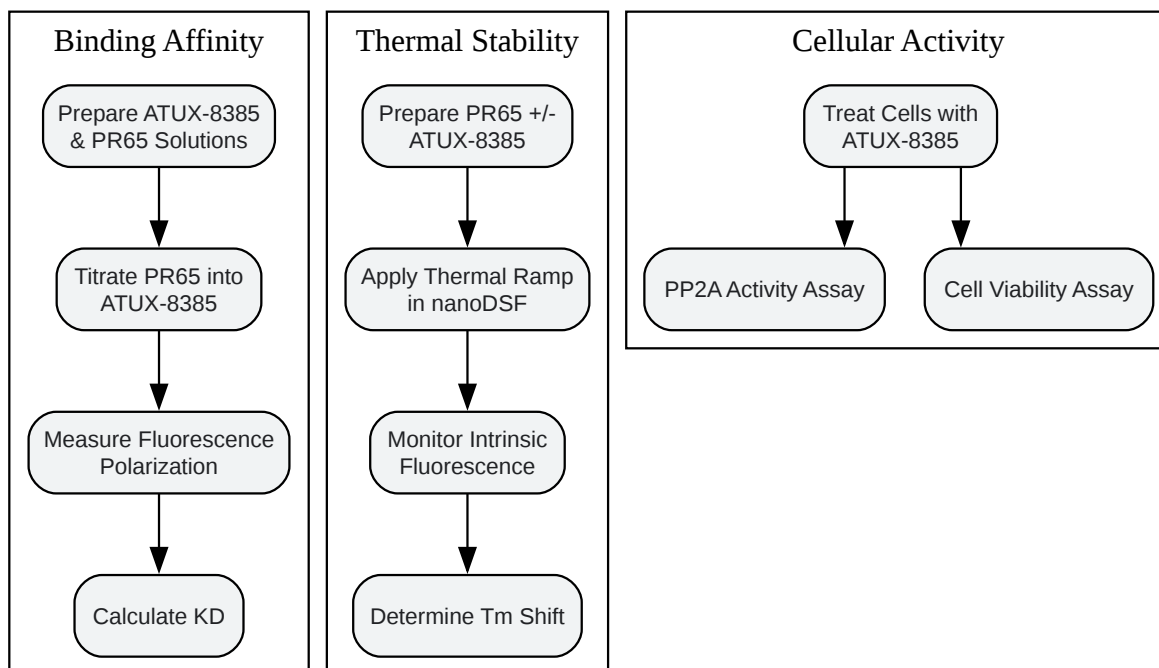 Binding Affinity
Prepare ATUX-8385
& PR65 Solutions
Titrate PR65 into
ATUX-8385
Measure Fluorescence
Polarization
Calculate KD
Thermal Stability
Prepare PR65 +/-
ATUX-8385
Apply Thermal Ramp
in nanoDSF
Monitor Intrinsic
Fluorescence
Determine Tm Shift
Cellular Activity
Treat Cells with
ATUX-8385
PP2A Activity Assay
Cell Viability Assay